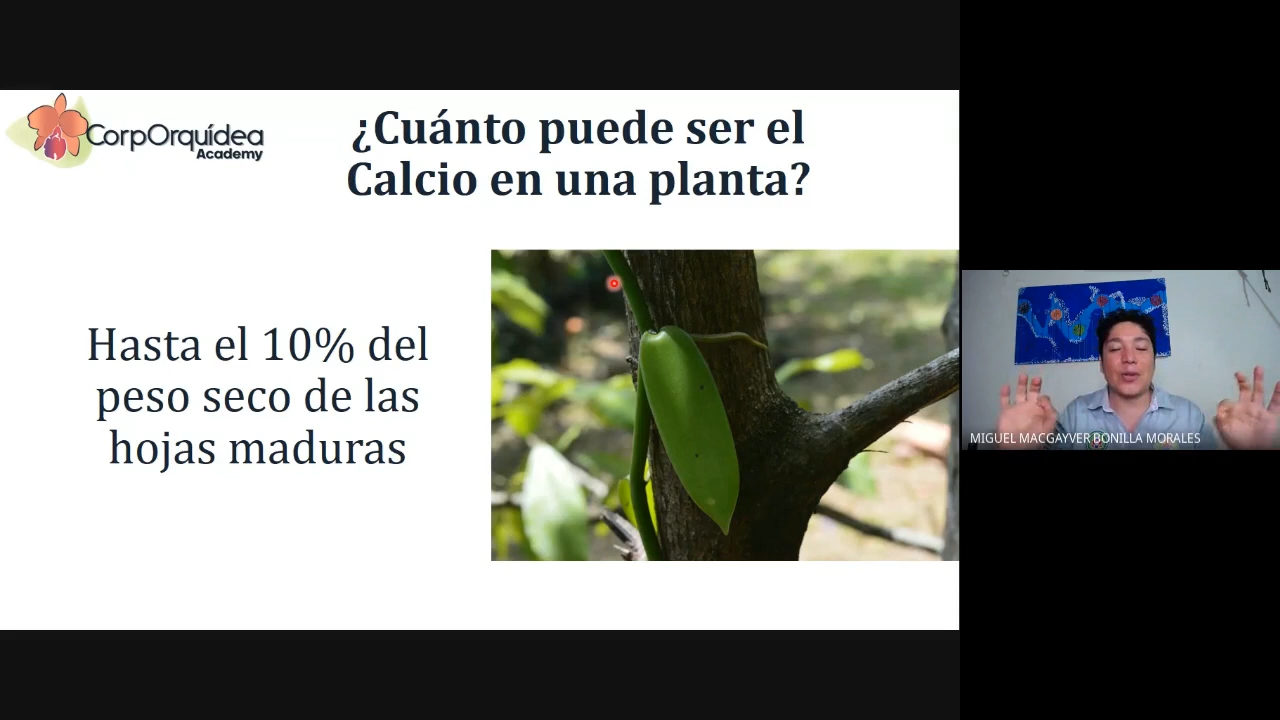 CorpOrquídea
Academy
¿Cuánto puede ser el
Calcio en una planta?
Hasta el 10% del
peso seco de las
hojas maduras
MIGUEL MACGAYVER BONILLA MORALES